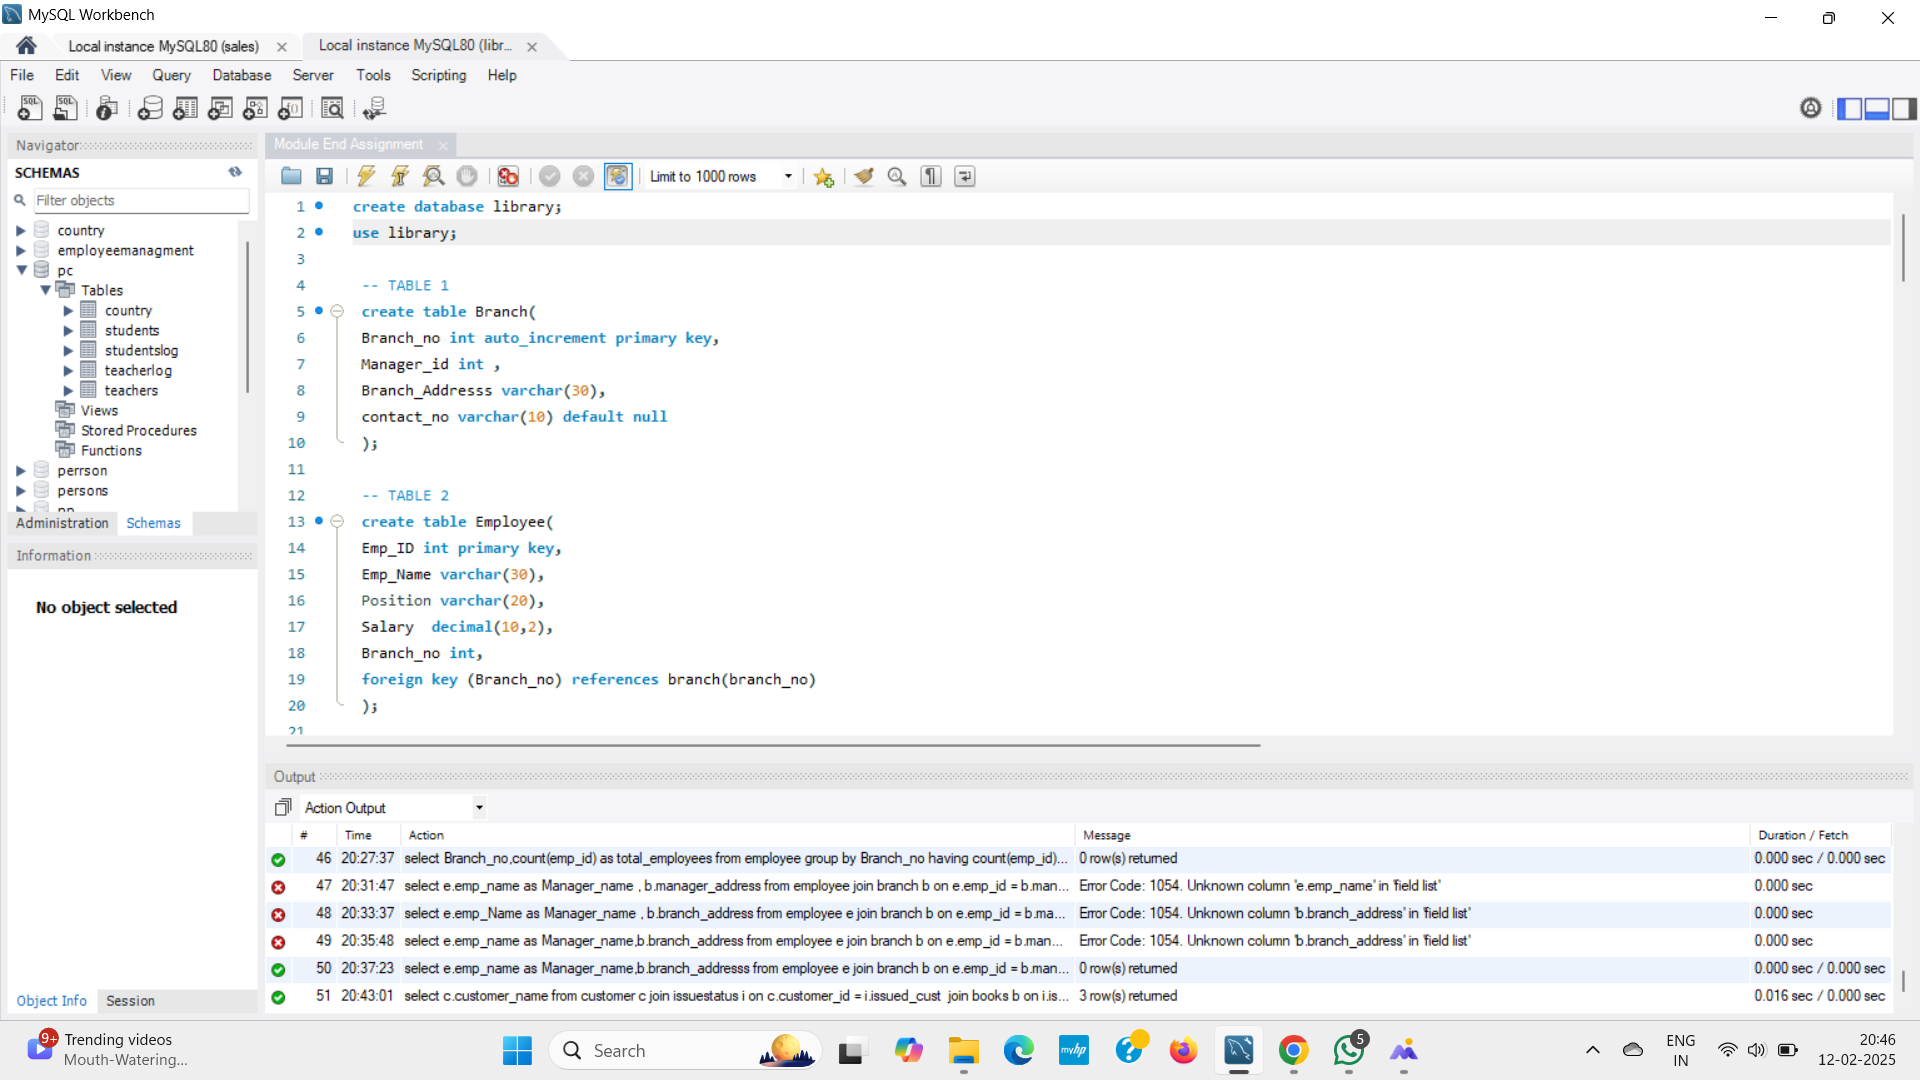 MySQL Workbench
Local instance MySQL80 (sales)
Local instance MySQL80 (libr...
File Edit View Query Database Server Tools Scripting Help
Navigator
SCHEMAS
Filter objects
country
employeemanagment
pc
Tables
country
students
studentslog
teacherlog
teachers
Views
Stored Procedures
Functions
perrson
persons
Administration Schemas
Information
No object selected
Object Info Session
Module End Assignment
Limit to 1000 rows
1 create database library;
2 use library;
3
4 -- TABLE 1
5 create table Branch(
6 Branch_no int auto_increment primary key,
7 Manager_id int ,
8 Branch_Addresss varchar(30),
9 contact_no varchar(10) default null
10 );
11
12 -- TABLE 2
13 create table Employee(
14 Emp_ID int primary key,
15 Emp_Name varchar(30),
16 Position varchar(20),
17 Salary  decimal(10,2),
18 Branch_no int,
19 foreign key (Branch_no) references branch(branch_no)
20 );
21
Output
Action Output
# Time Action Message Duration / Fetch
46 20:27:37 select Branch_no,count(emp_id) as total_employees from employee group by Branch_no having count(emp_id)... 0 row(s) returned 0.000 sec / 0.000 sec
47 20:31:47 select e.emp_name as Manager_name , b.manager_address from employee join branch b on e.emp_id = b.man... Error Code: 1054. Unknown column 'e.emp_name' in 'field list' 0.000 sec
48 20:33:37 select e.emp_Name as Manager_name , b.branch_address from employee e join branch b on e.emp_id = b.ma... Error Code: 1054. Unknown column 'b.branch_address' in 'field list' 0.000 sec
49 20:35:48 select e.emp_name as Manager_name,b.branch_address from employee e join branch b on e.emp_id = b.man... Error Code: 1054. Unknown column 'b.branch_address' in 'field list' 0.000 sec
50 20:37:23 select e.emp_name as Manager_name,b.branch_addresss from employee e join branch b on e.emp_id = b.man... 0 row(s) returned 0.000 sec / 0.000 sec
51 20:43:01 select c.customer_name from customer c join issuestatus i on c.customer_id = i.issued_cust  join books b on i.is... 3 row(s) returned 0.016 sec / 0.000 sec
9+
Trending videos
Mouth-Watering...
Search
myhp
5
ENG
IN
20:46
12-02-2025